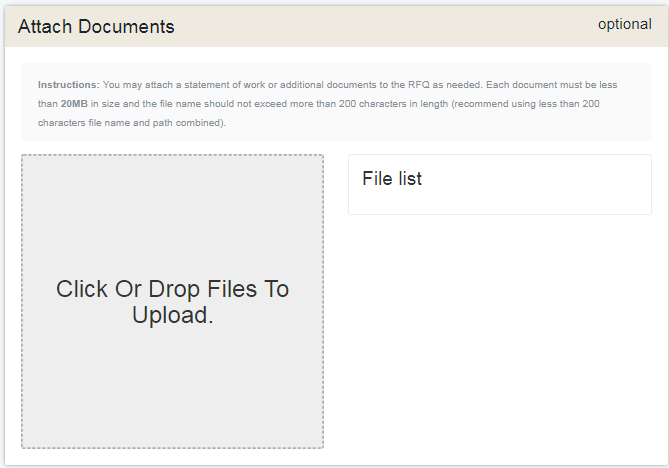 Attach Documents
optional
Instructions: You may attach a statement of work or additional documents to the RFQ as needed. Each document must be less
than 20MB in size and the file name should not exceed more than 200 characters in length (recommend using less than 200
characters file name and path combined).
Click Or Drop Files To
Upload.
File list